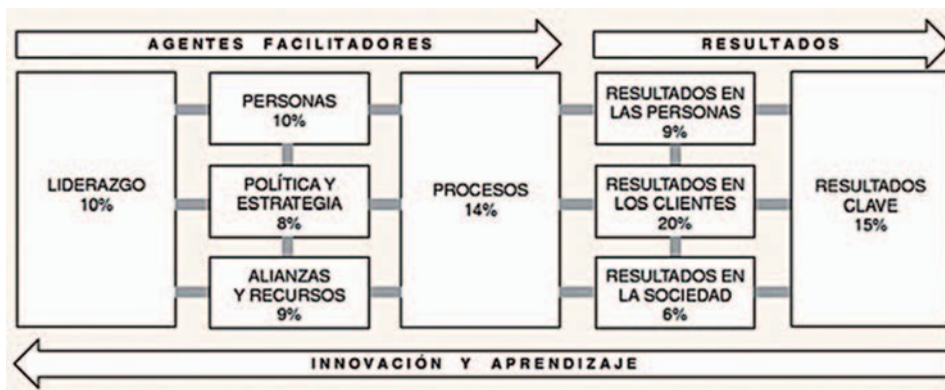 AGENTES FACILITADORES
RESULTADOS
LIDERAZGO
10%
PERSONAS
10%
POLÍTICA Y
ESTRATEGIA
8%
ALIANZAS
Y RECURSOS
9%
PROCESOS
14%
RESULTADOS EN
LAS PERSONAS
9%
RESULTADOS EN
LOS CLIENTES
20%
RESULTADOS EN
LA SOCIEDAD
6%
RESULTADOS
CLAVE
15%
INNOVACIÓN Y APRENDIZAJE